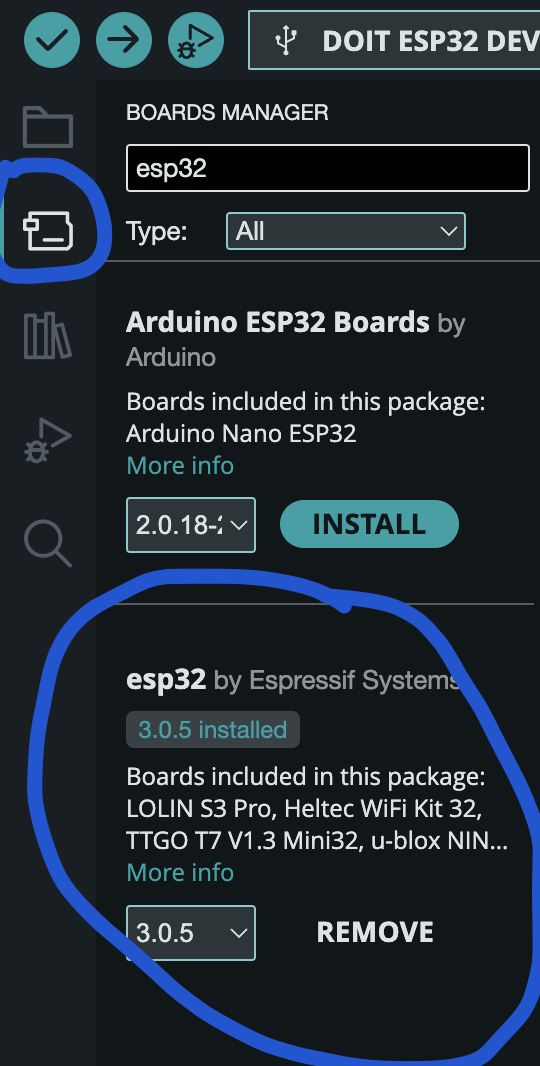 DOIT ESP32 DEV
BOARDS MANAGER
esp32
Type: All
Arduino ESP32 Boards by
Arduino
Boards included in this package:
Arduino Nano ESP32
More info
2.0.18-
INSTALL
esp32 by Espressif Systems
3.0.5 installed
Boards included in this package:
LOLIN S3 Pro, Heltec WiFi Kit 32,
TTGO T7 V1.3 Mini32, u-blox NIN...
More info
3.0.5
REMOVE